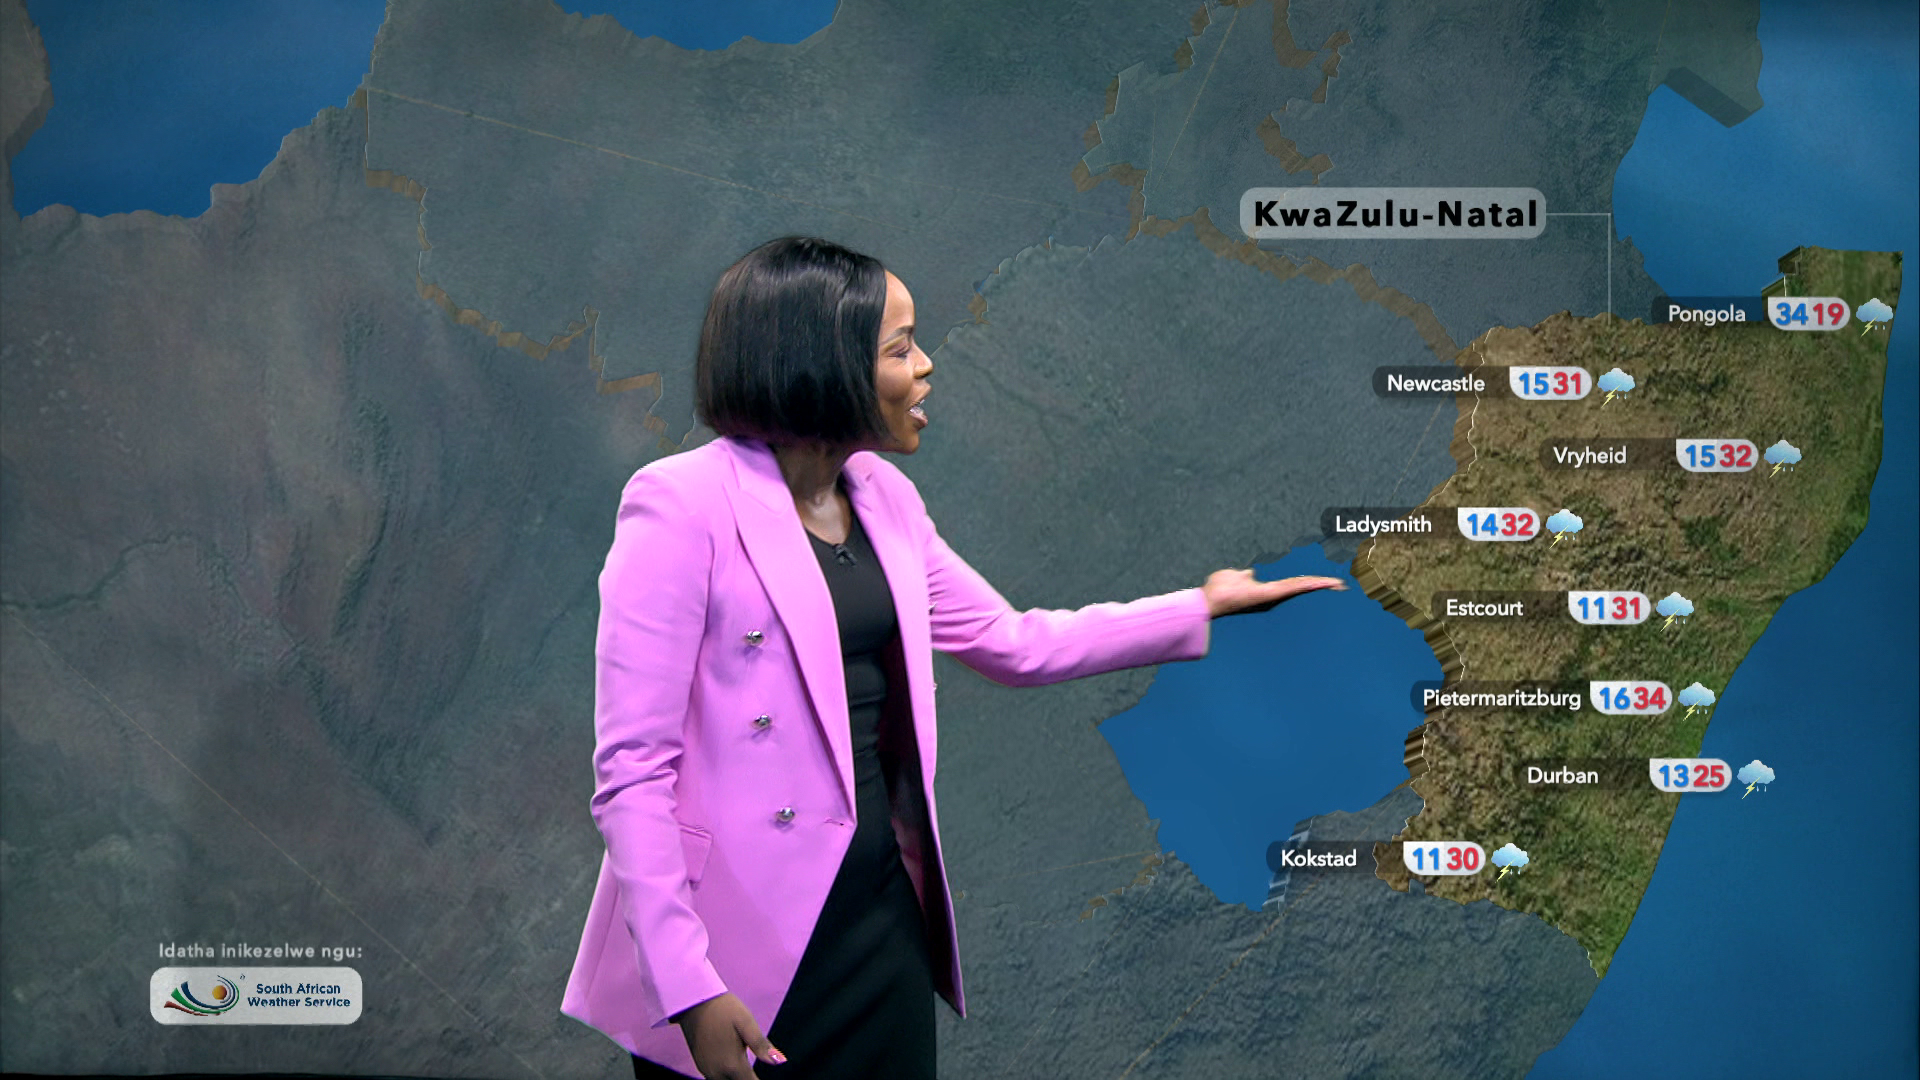 KwaZulu-Natal
Pongola 34 19
Newcastle 15 31
Vryheid 15 32
Ladysmith 14 32
Estcourt 11 31
Pietermaritzburg 16 34
Durban 13 25
Kokstad 11 30
Idatha inikezelwe ngu:
South African
Weather Service